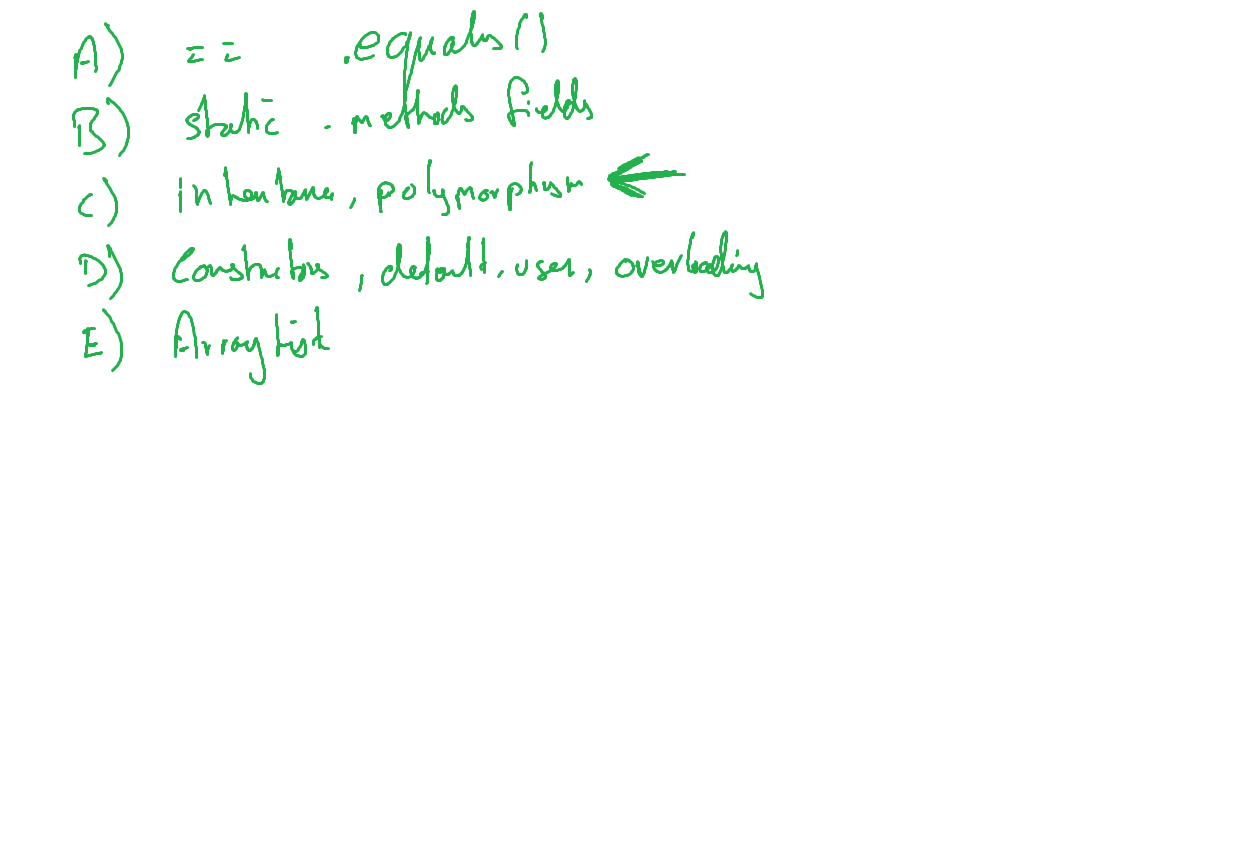 A) == .equals()
B) static - methods fields
C) inheritance, polymorphism
D) Constructors, default, user, overloading
E) ArrayList